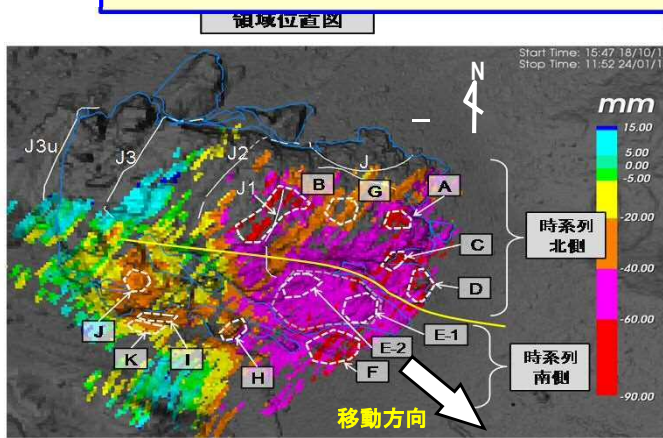 領域位置図
Start Time: 15:47 18/10/1
Stop Time: 11:52 24/01/1
N
mm
15.00
5.00
0.00
-5.00
-20.00
-40.00
-60.00
-90.00
J3u
J3
J2
J
J1
B
G
A
C
D
時系列
北側
E-1
E-2
F
H
I
J
K
時系列
南側
移動方向